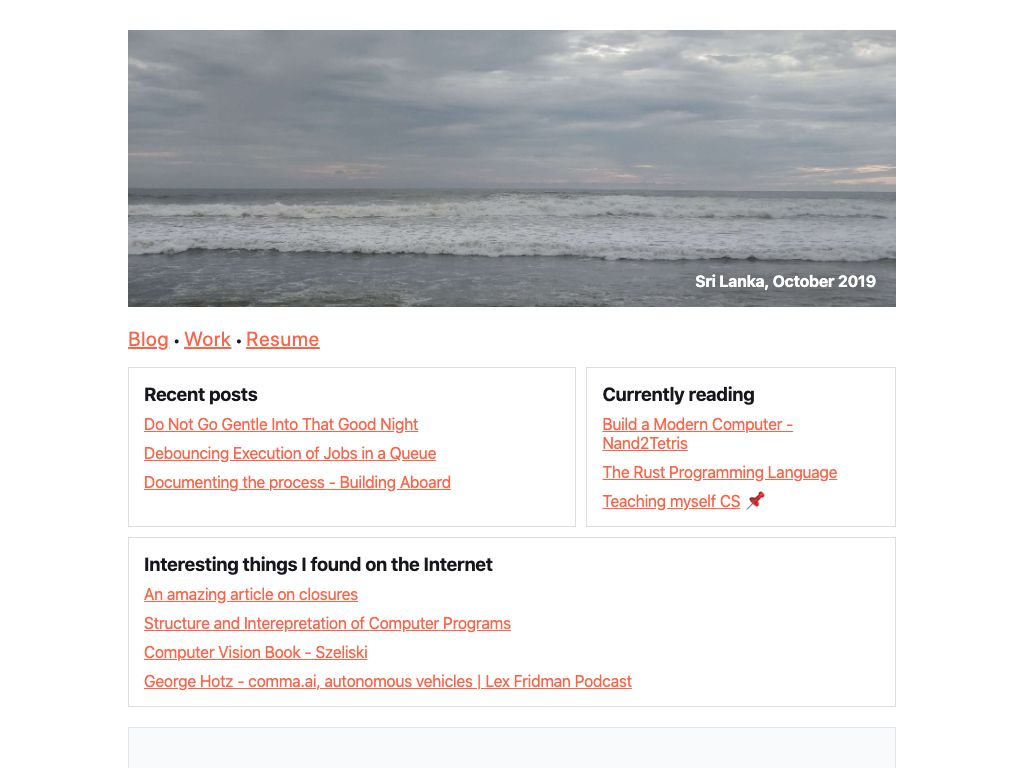 Sri Lanka, October 2019
Blog • Work • Resume
Recent posts
Do Not Go Gentle Into That Good Night
Debouncing Execution of Jobs in a Queue
Documenting the process - Building Aboard
Currently reading
Build a Modern Computer -
Nand2Tetris
The Rust Programming Language
Teaching myself CS 📌
Interesting things I found on the Internet
An amazing article on closures
Structure and Interepretation of Computer Programs
Computer Vision Book - Szeliski
George Hotz - comma.ai, autonomous vehicles | Lex Fridman Podcast